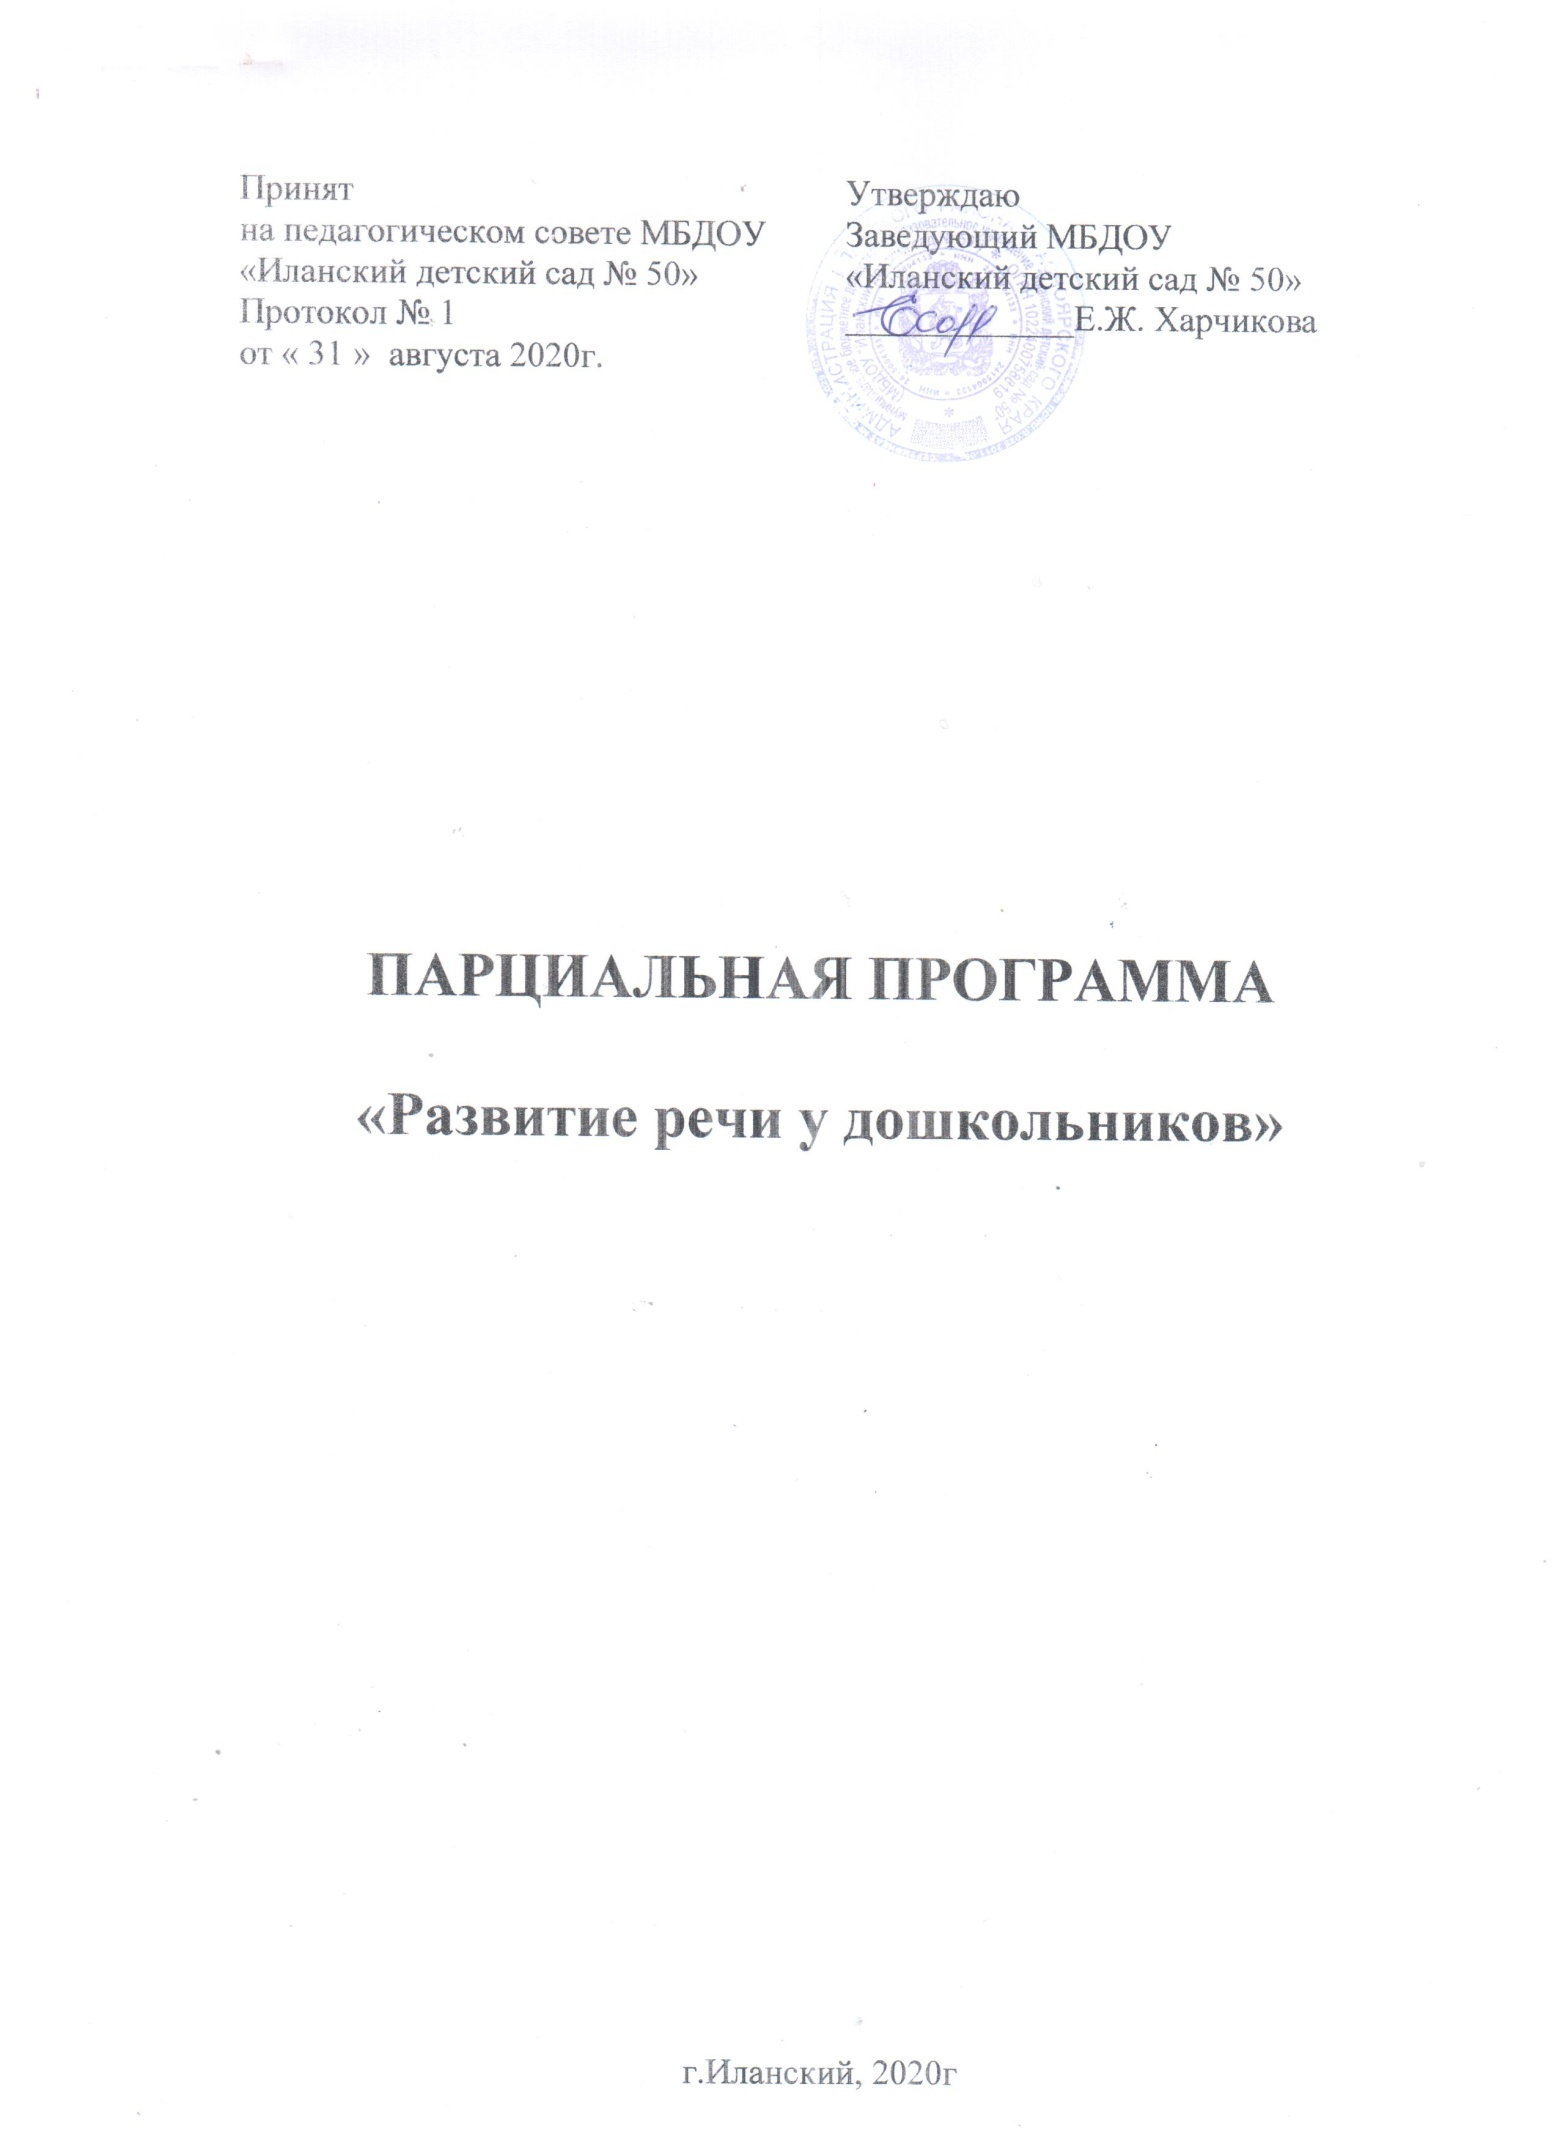 Принят
на педагогическом совете МБДОУ
«Иланский детский сад № 50»
Протокол № 1
от « 31 »  августа 2020г.
Утверждаю
Заведующий МБДОУ
«Иланский детский сад № 50»
Е.Ж. Харчикова
ПАРЦИАЛЬНАЯ ПРОГРАММА
«Развитие речи у дошкольников»
г.Иланский, 2020г